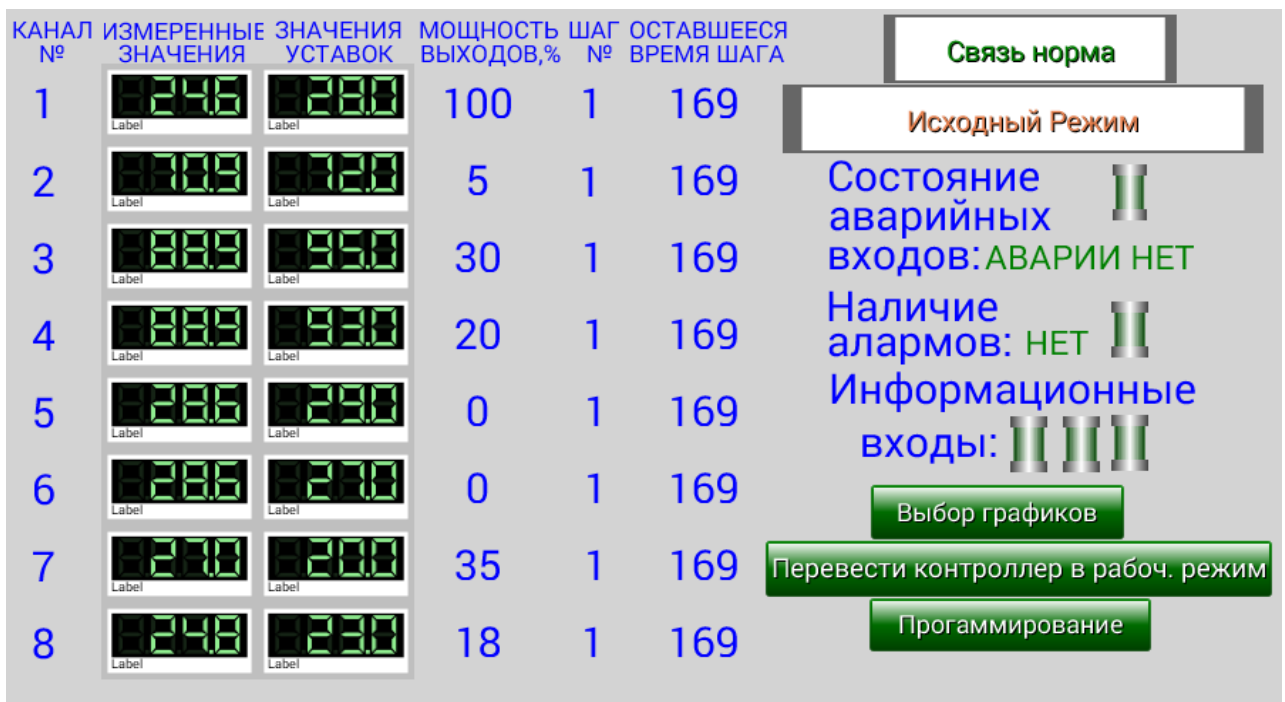 КАНАЛ ИЗМЕРЕННЫЕ ЗНАЧЕНИЯ МОЩНОСТЬ ШАГ ОСТАВШЕЕСЯ
№ ЗНАЧЕНИЯ УСТАВОК ВЫХОДОВ,% № ВРЕМЯ ШАГА
1 24.6 28.0 100 1 169
Label Label
2 70.9 72.0 5 1 169
Label Label
3 88.9 95.0 30 1 169
Label Label
4 88.9 93.0 20 1 169
Label Label
5 28.6 29.0 0 1 169
Label Label
6 28.6 27.0 0 1 169
Label Label
7 27.0 20.0 35 1 169
Label Label
8 24.8 23.0 18 1 169
Label Label
Связь норма
Исходный Режим
Состояние
аварийных
входов: АВАРИИ НЕТ
Наличие
алармов: НЕТ
Информационные
входы:
Выбор графиков
Перевести контроллер в рабоч. режим
Прогаммирование